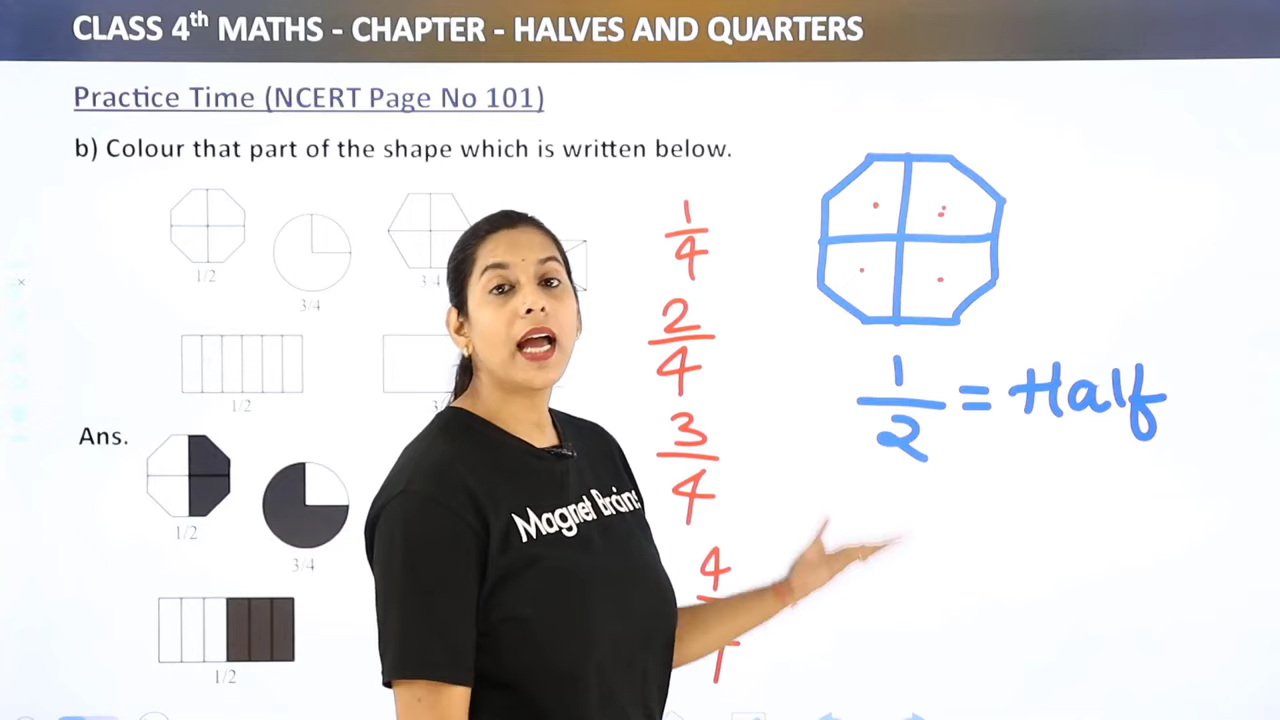 CLASS 4th MATHS - CHAPTER - HALVES AND QUARTERS
Practice Time (NCERT Page No 101)
b) Colour that part of the shape which is written below.
1/2
3/4
3/4
1/2
Ans.
1/2
3/4
1/2
1/4
2/4
3/4
4
1/2 = Half
Magnet Brains